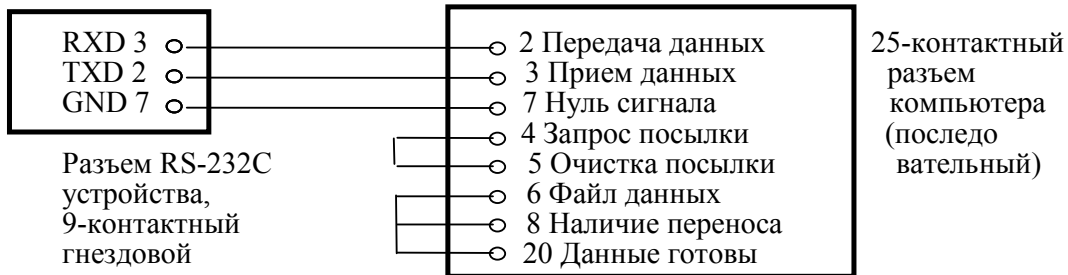 RXD 3
TXD 2
GND 7
Разъем RS-232C
устройства,
9-контактный
гнездовой
2 Передача данных
3 Прием данных
7 Нуль сигнала
4 Запрос посылки
5 Очистка посылки
6 Файл данных
8 Наличие переноса
20 Данные готовы
25-контактный
разъем
компьютера
(последо
вательный)